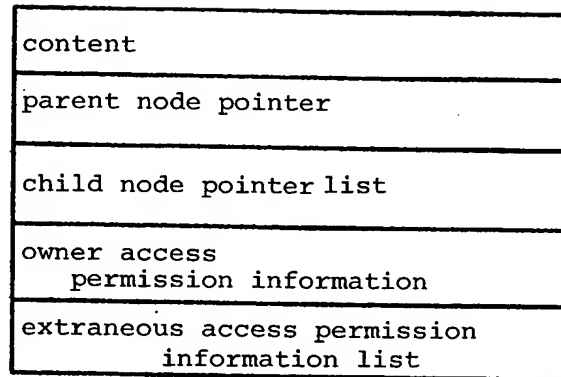 content
parent node pointer
child node pointer list
owner access
permission information
extraneous access permission
information list